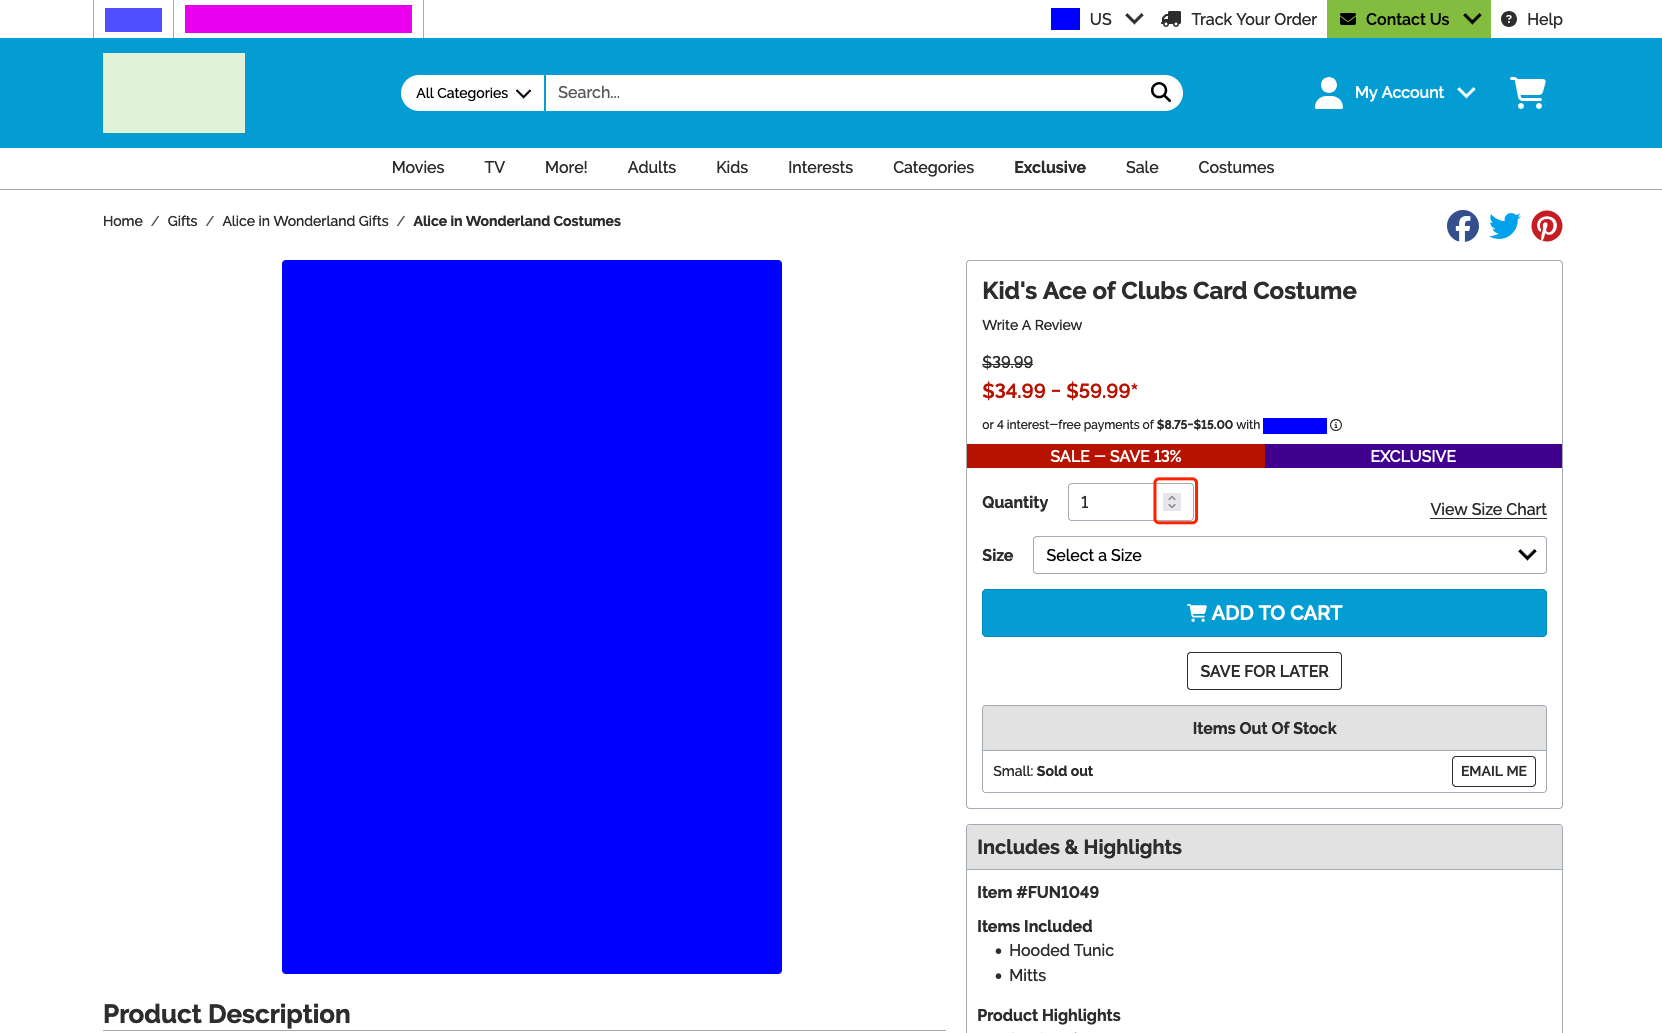 US
Track Your Order
Contact Us
Help
All Categories
Search...
My Account
Movies
TV
More!
Adults
Kids
Interests
Categories
Exclusive
Sale
Costumes
Home / Gifts / Alice in Wonderland Gifts / Alice in Wonderland Costumes
Kid's Ace of Clubs Card Costume
Write A Review
$39.99
$34.99 - $59.99*
or 4 interest-free payments of $8.75-$15.00 with
SALE - SAVE 13%
EXCLUSIVE
Quantity
1
View Size Chart
Size
Select a Size
ADD TO CART
SAVE FOR LATER
Items Out Of Stock
Small: Sold out
EMAIL ME
Includes & Highlights
Item #FUN1049
Items Included
• Hooded Tunic
• Mitts
Product Highlights
Product Description